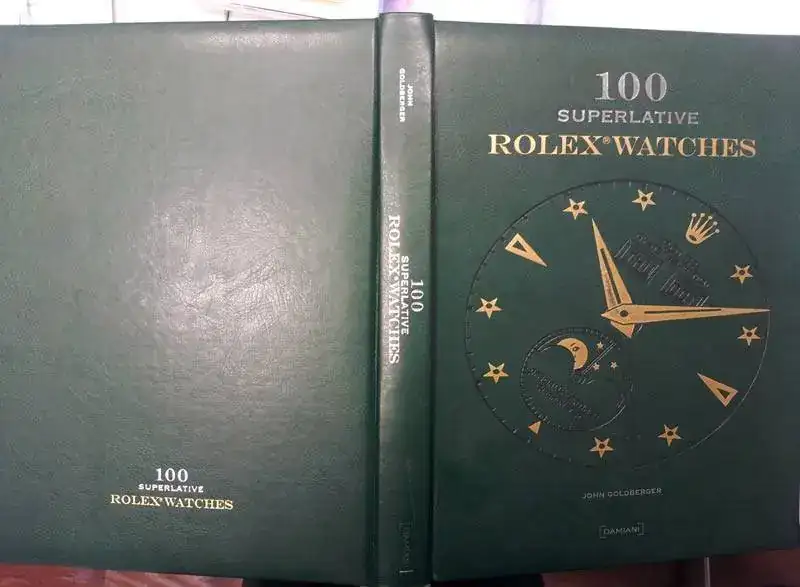 100
SUPERLATIVE
ROLEX®WATCHES
JOHN
GOLDBERGER
100
SUPERLATIVE
ROLEX®WATCHES
[DAMIANI]
100
SUPERLATIVE
ROLEX®WATCHES
JOHN GOLDBERGER
[DAMIANI]